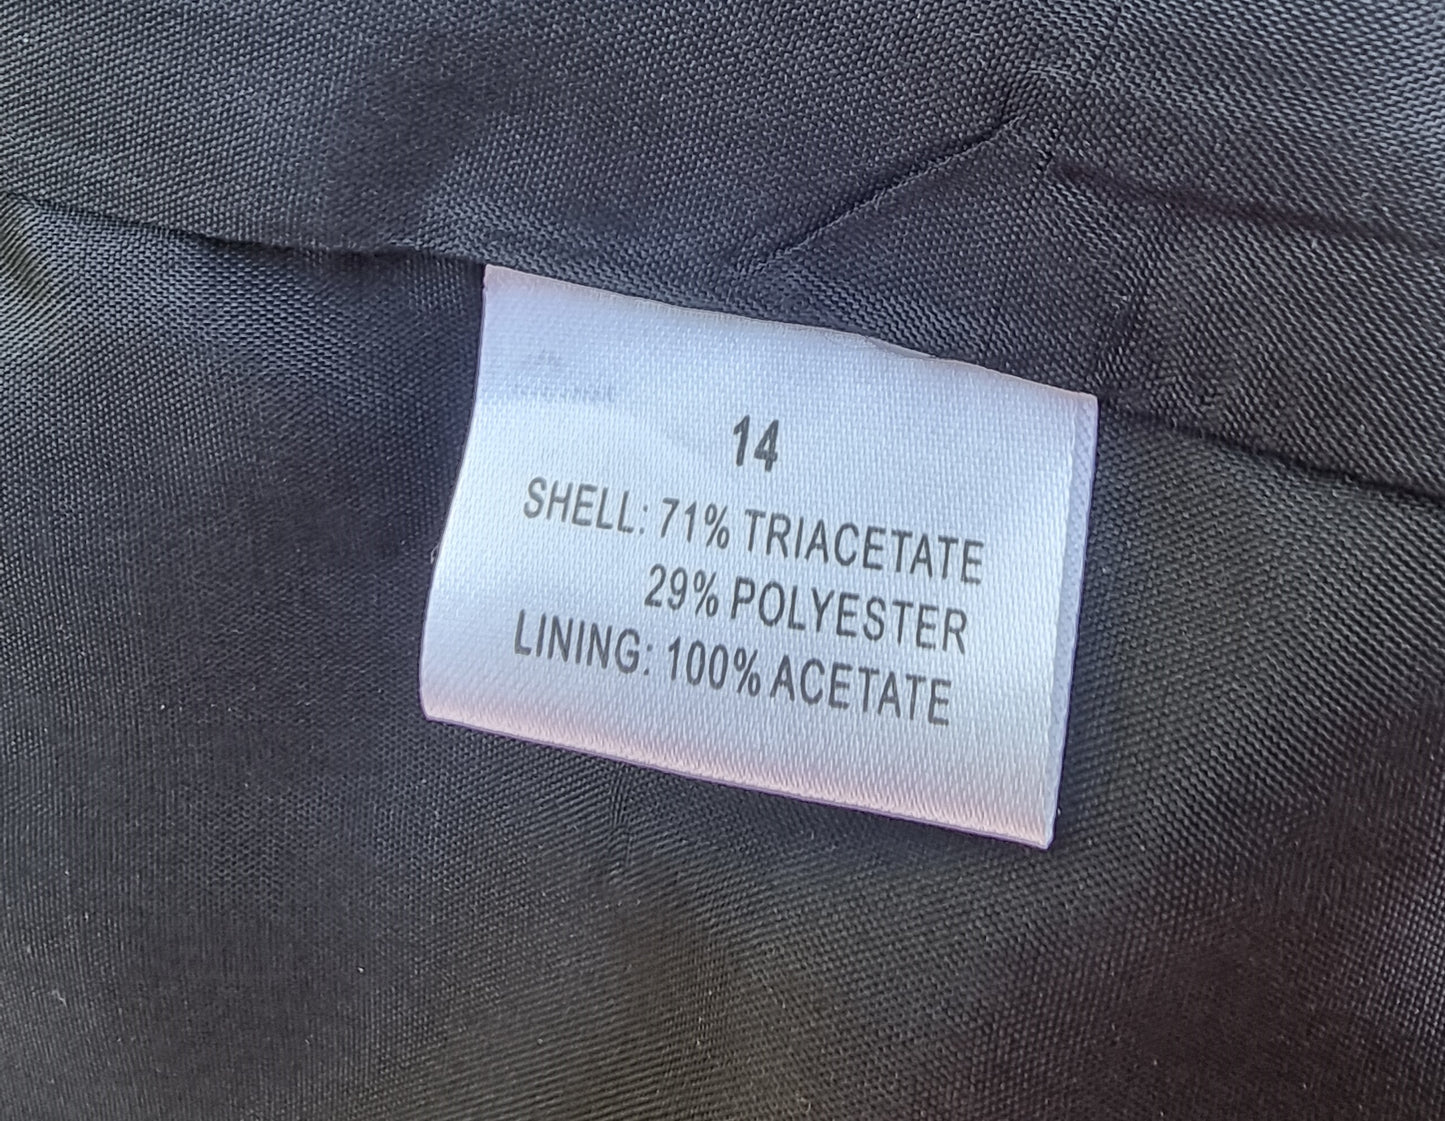 14
SHELL: 71% TRIACETATE
29% POLYESTER
LINING: 100% ACETATE